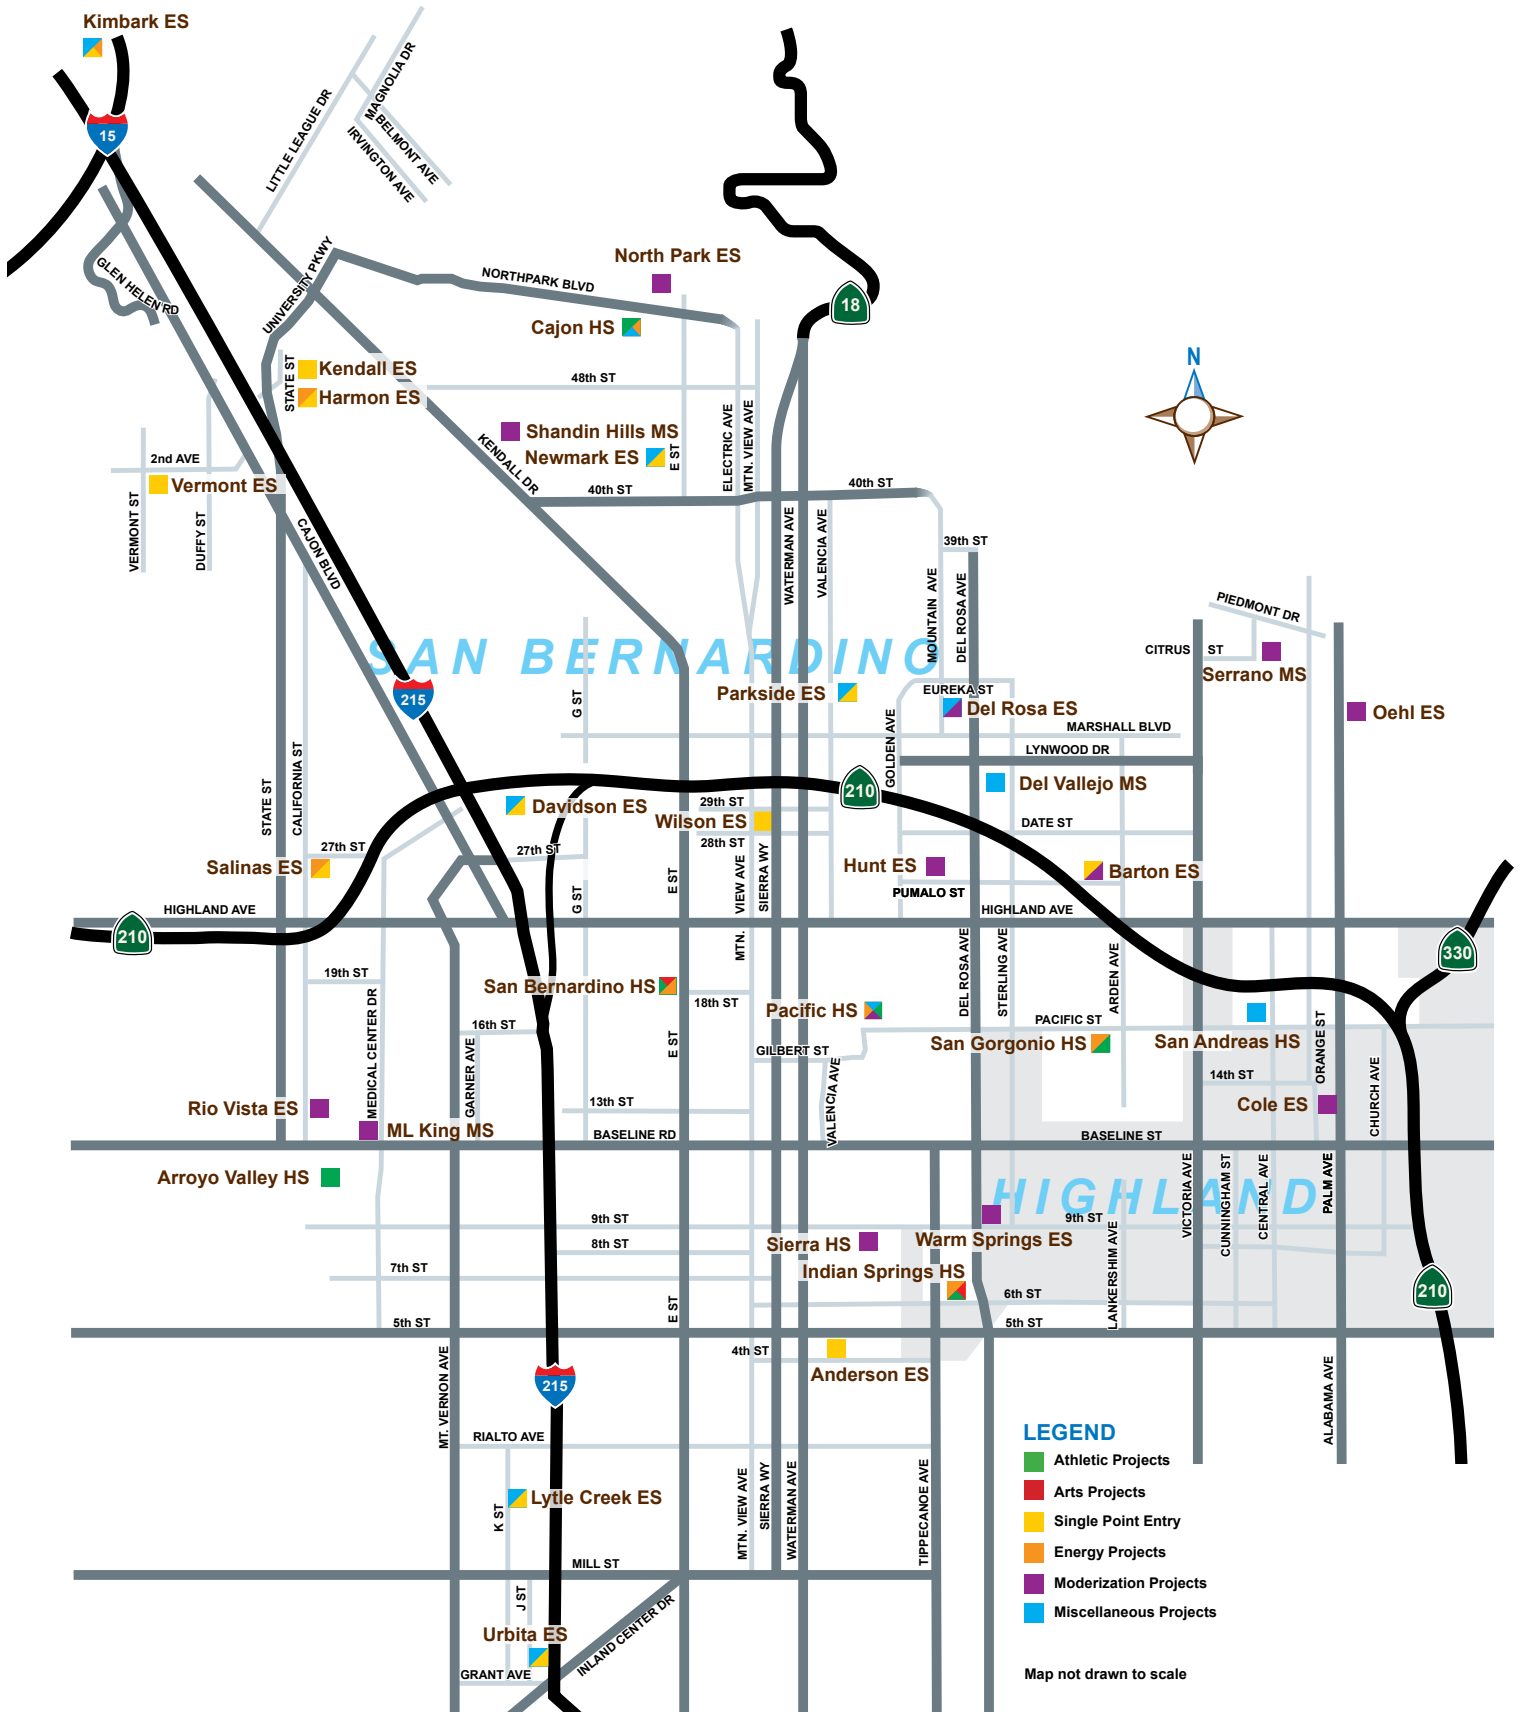 Kimbark ES
15
LITTLE LEAGUE DR
MAGNOLIA DR
BELMONT AVE
IRVINGTON AVE
GLEN HELEN RD
UNIVERSITY PKWY
NORTHPARK BLVD
North Park ES
Cajon HS
18
N
STATE ST
Kendall ES
Harmon ES
48th ST
Shandin Hills MS
Newmark ES
E ST
ELECTRIC AVE
MTN. VIEW AVE
KENDALL DR
40th ST
40th ST
2nd AVE
Vermont ES
VERMONT ST
DUFFY ST
CAJON BLVD
WATERMAN AVE
VALENCIA AVE
39th ST
MOUNTAIN AVE
DEL ROSA AVE
PIEDMONT DR
CITRUS ST
Serrano MS
SAN BERNARDINO
215
G ST
Parkside ES
EUREKA ST
Del Rosa ES
Oehl ES
GOLDEN AVE
MARSHALL BLVD
LYNWOOD DR
STATE ST
CALIFORNIA ST
210
Del Vallejo MS
Davidson ES
29th ST
Wilson ES
DATE ST
28th ST
27th ST
27th ST
Salinas ES
E ST
G ST
MTN. VIEW AVE
SIERRA WY
Hunt ES
Barton ES
PUMALO ST
HIGHLAND AVE
HIGHLAND AVE
210
330
19th ST
MEDICAL CENTER DR
San Bernardino HS
18th ST
Pacific HS
DEL ROSA AVE
STERLING AVE
ARDEN AVE
16th ST
GARNER AVE
E ST
GILBERT ST
PACIFIC ST
San Gorgonio HS
San Andreas HS
ORANGE ST
VALENCIA AVE
14th ST
CHURCH AVE
Rio Vista ES
13th ST
Cole ES
ML King MS
BASELINE RD
BASELINE ST
Arroyo Valley HS
HIGHLAND
VICTORIA AVE
CUNNINGHAM ST
CENTRAL AVE
PALM AVE
9th ST
9th ST
8th ST
Sierra HS
Warm Springs ES
LANKERSHIM AVE
7th ST
Indian Springs HS
210
6th ST
E ST
5th ST
5th ST
4th ST
Anderson ES
MT. VERNON AVE
215
ALABAMA AVE
RIALTO AVE
LEGEND
Athletic Projects
Arts Projects
Single Point Entry
Energy Projects
Moderization Projects
Miscellaneous Projects
MTN. VIEW AVE
SIERRA WY
WATERMAN AVE
TIPPECANOE AVE
K ST
Lytle Creek ES
MILL ST
J ST
Urbita ES
INLAND CENTER DR
GRANT AVE
Map not drawn to scale